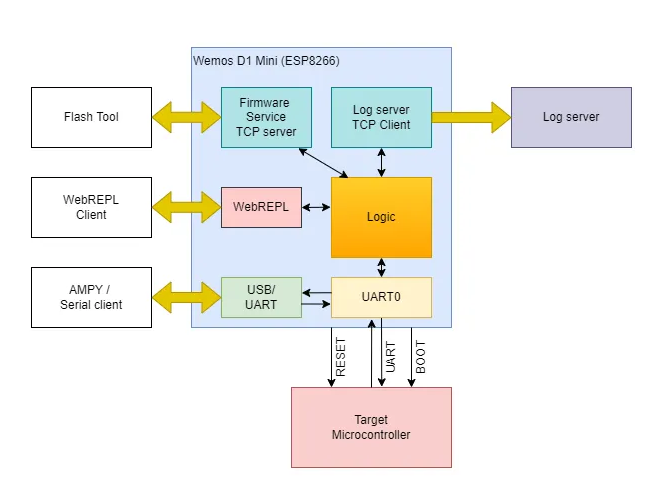 Wemos D1 Mini (ESP8266)
Flash Tool
Firmware
Service
TCP server
Log server
TCP Client
Log server
WebREPL
Client
WebREPL
Logic
AMPY /
Serial client
USB/
UART
UART0
RESET
UART
BOOT
Target
Microcontroller